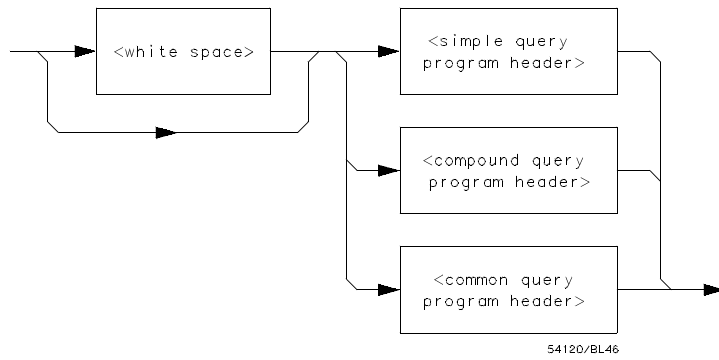 <white space>
<simple query
program header>
<compound query
program header>
<common query
program header>
54120/BL46